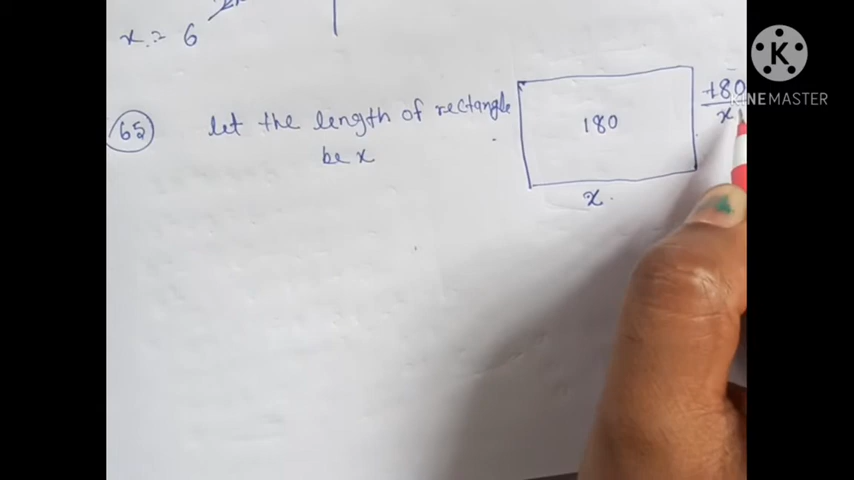 x = 6
65
let the length of rectangle
be x
180
180
x
x
KINEMASTER